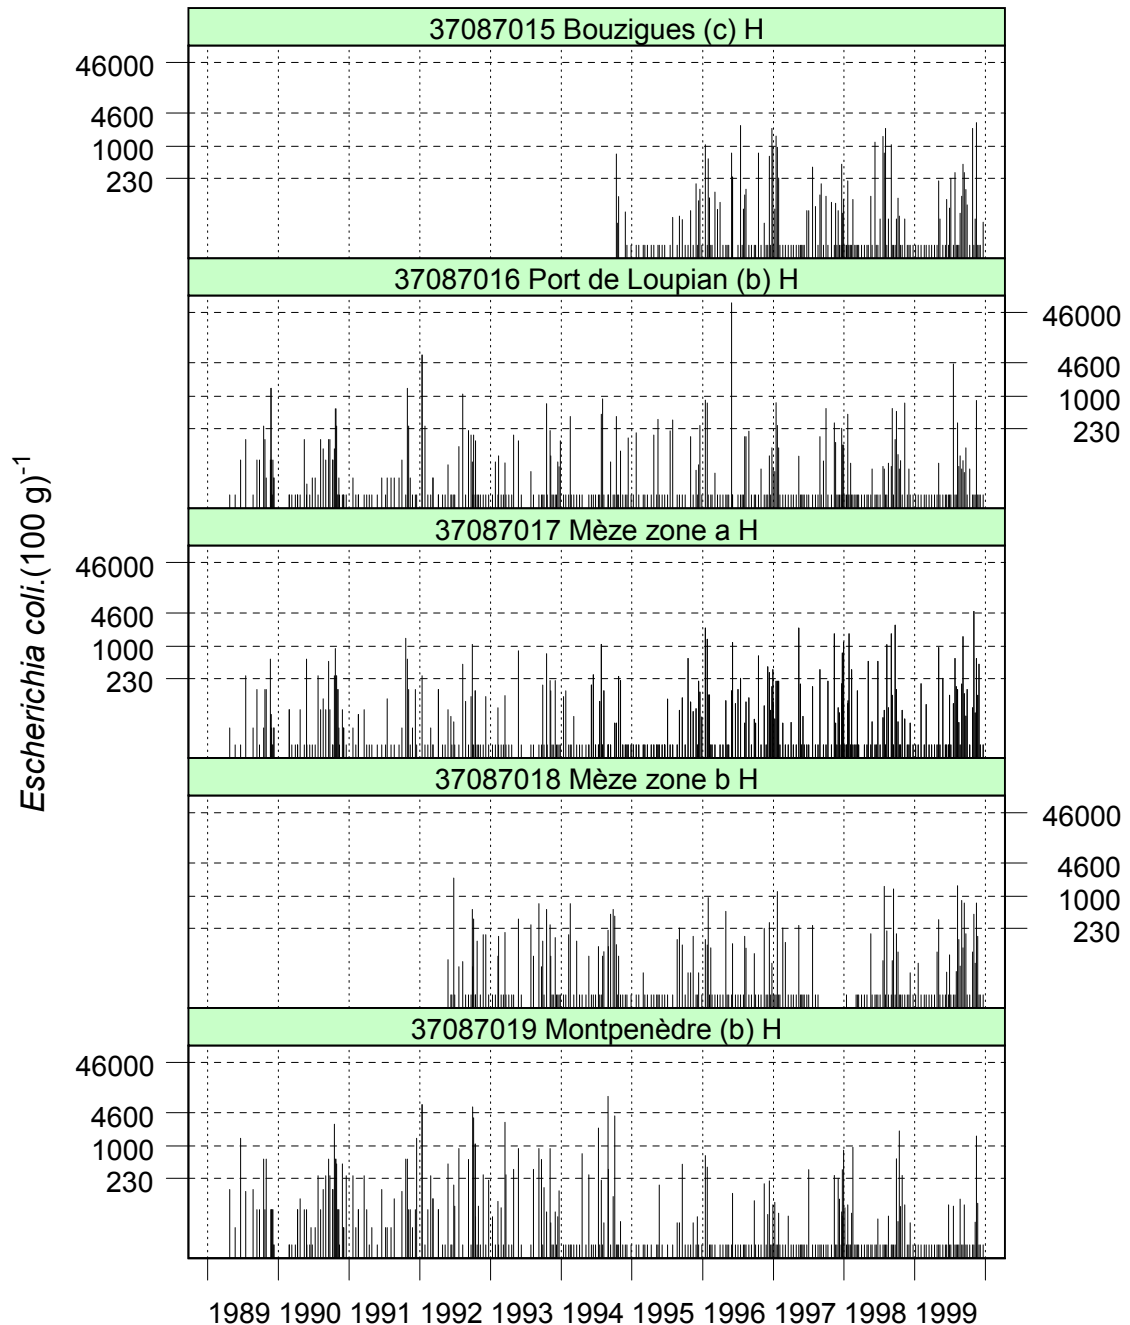 37087015 Bouzigues (c) H
46000
4600
1000
230
37087016 Port de Loupian (b) H
46000
4600
1000
230
37087017 Mèze zone a H
46000
4600
1000
230
Escherichia coli.(100 g)-1
37087018 Mèze zone b H
46000
4600
1000
230
37087019 Montpenèdre (b) H
46000
4600
1000
230
1989 1990 1991 1992 1993 1994 1995 1996 1997 1998 1999